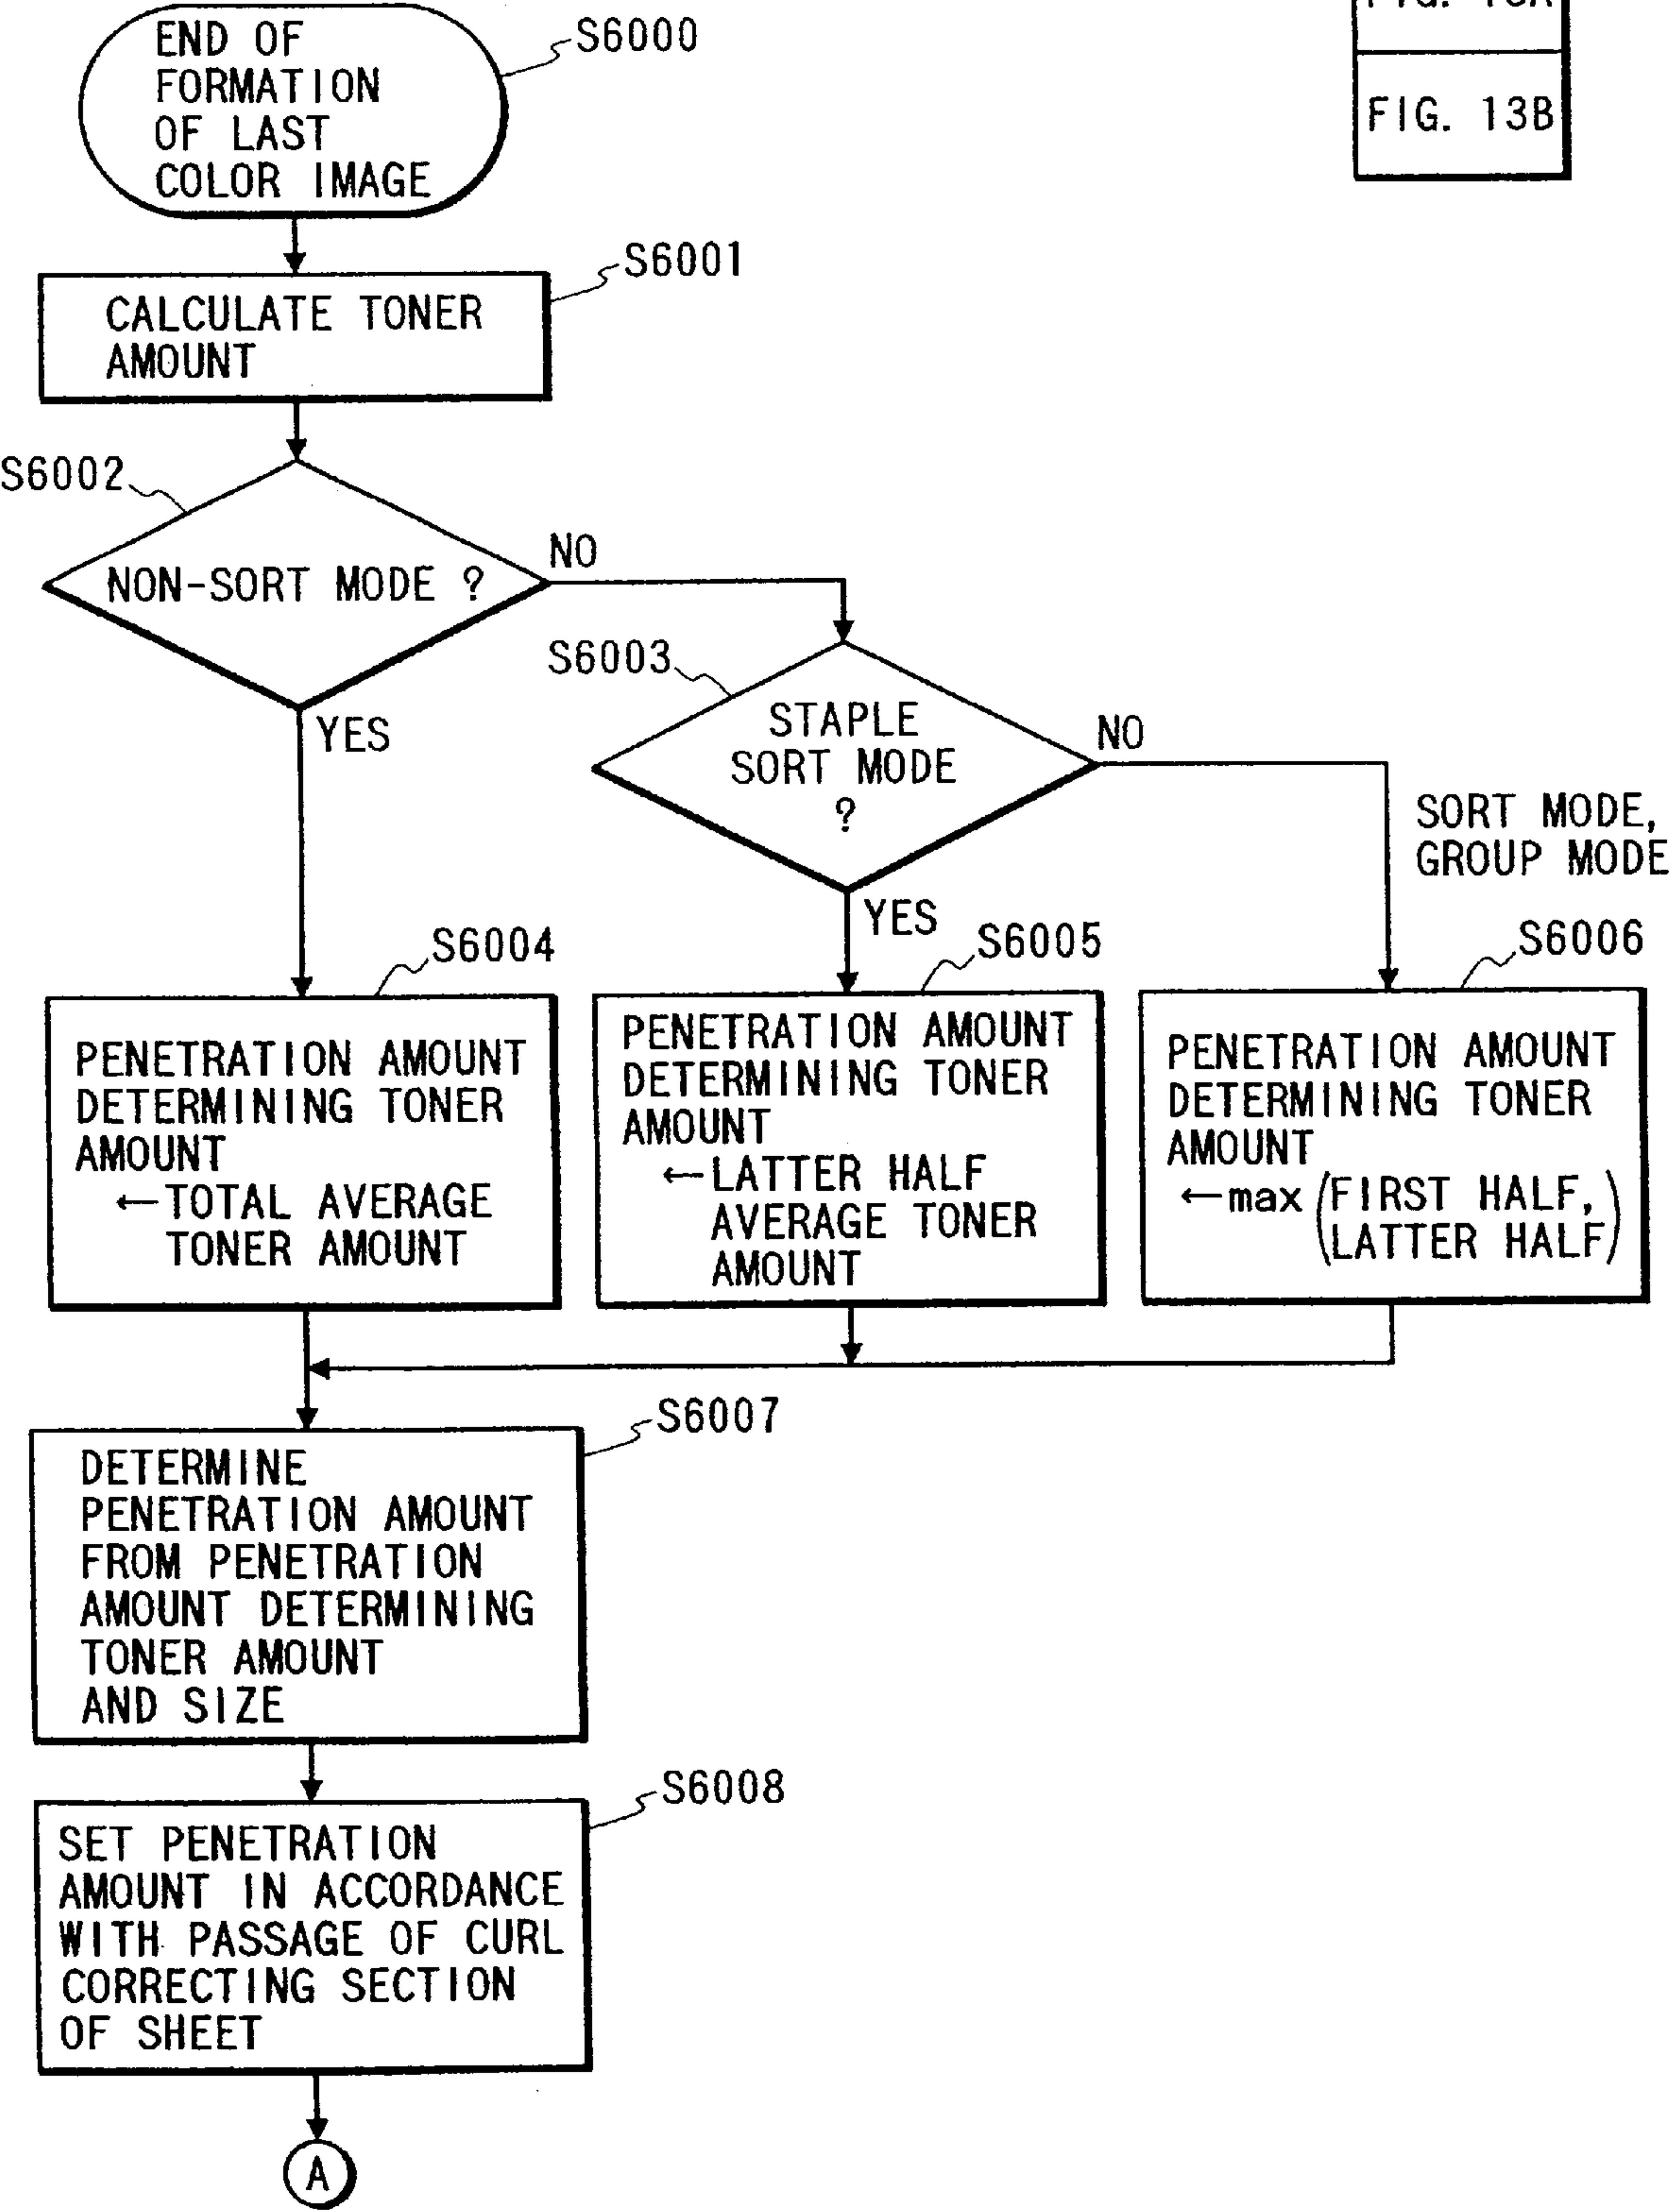 END OF
FORMATION
OF LAST
COLOR IMAGE
S6000
FIG. 13B
S6001
CALCULATE TONER
AMOUNT
S6002
NON-SORT MODE ?
NO
YES
S6003
STAPLE
SORT MODE
?
NO
YES
SORT MODE,
GROUP MODE
S6004
PENETRATION AMOUNT
DETERMINING TONER
AMOUNT
←TOTAL AVERAGE
TONER AMOUNT
S6005
PENETRATION AMOUNT
DETERMINING TONER
AMOUNT
←LATTER HALF
AVERAGE TONER
AMOUNT
S6006
PENETRATION AMOUNT
DETERMINING TONER
AMOUNT
←max (FIRST HALF,
LATTER HALF)
S6007
DETERMINE
PENETRATION AMOUNT
FROM PENETRATION
AMOUNT DETERMINING
TONER AMOUNT
AND SIZE
S6008
SET PENETRATION
AMOUNT IN ACCORDANCE
WITH PASSAGE OF CURL
CORRECTING SECTION
OF SHEET
A